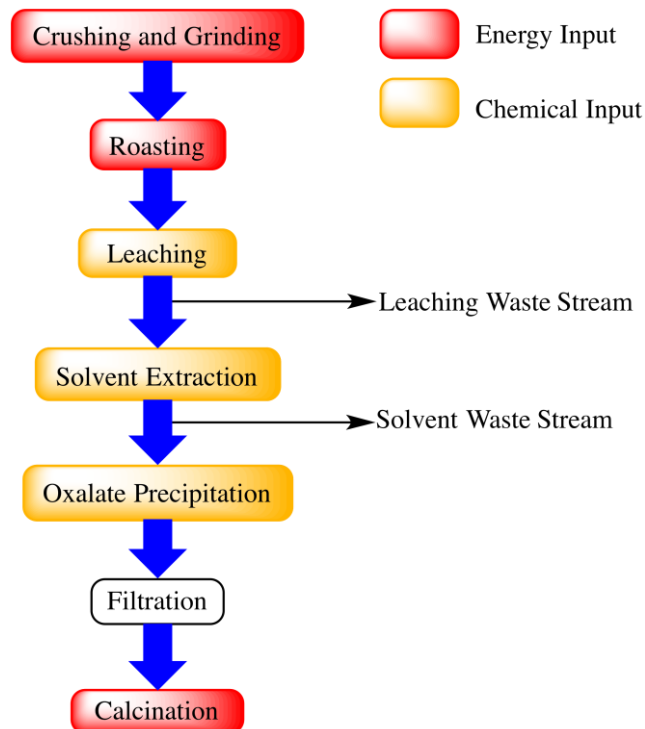 Crushing and Grinding
Energy Input
Chemical Input
Roasting
Leaching
Leaching Waste Stream
Solvent Extraction
Solvent Waste Stream
Oxalate Precipitation
Filtration
Calcination